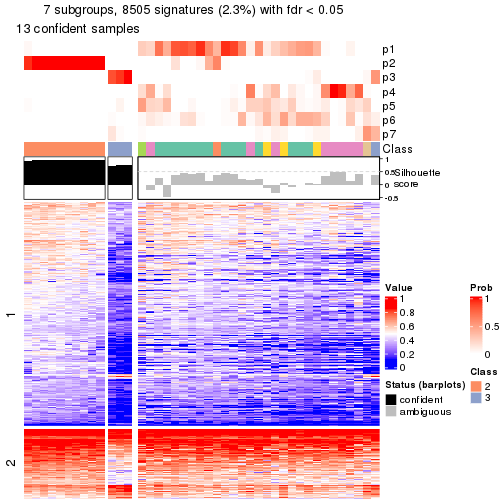 7 subgroups, 8505 signatures (2.3%) with fdr < 0.05
13 confident samples
p1
p2
p3
p4
p5
p6
p7
Class
1
0.5
0
-0.5
Silhouette
score
1
2
Value
1
0.8
0.6
0.4
0.2
0
Status (barplots)
confident
ambiguous
Prob
1
0.5
0
Class
2
3